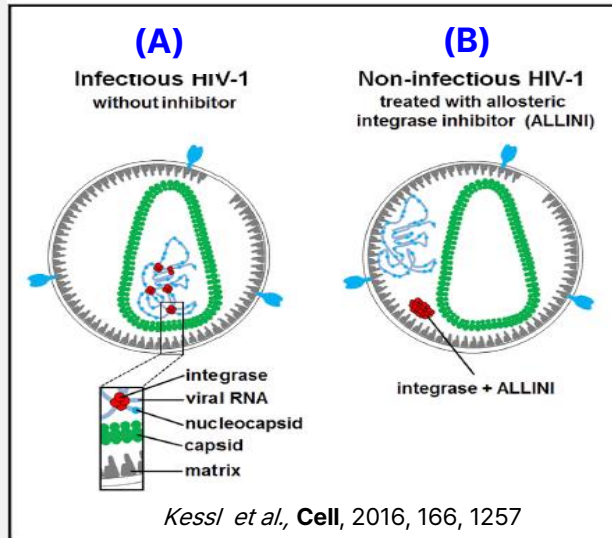 (A)
Infectious HIV-1
without inhibitor
integrase
viral RNA
nucleocapsid
capsid
matrix
(B)
Non-infectious HIV-1
treated with allosteric
integrase inhibitor (ALLINI)
integrase + ALLINI
Kessl et al., Cell, 2016, 166, 1257